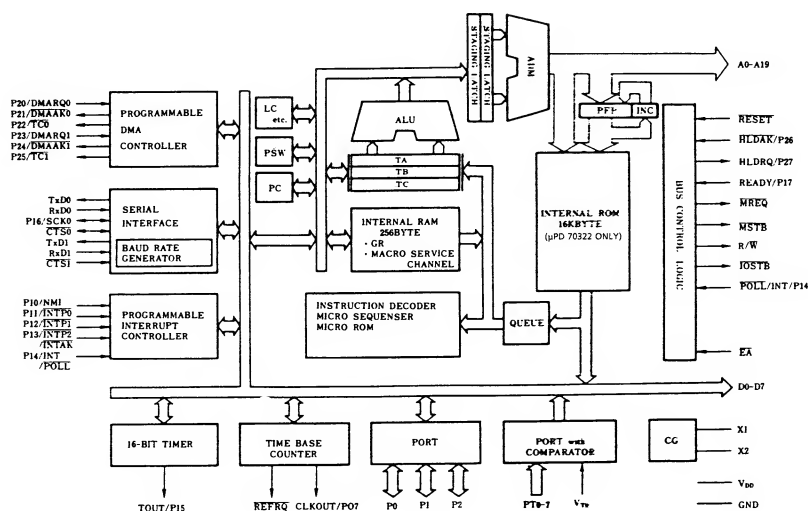 STAGING LATCH
STAGING LATCH
ADM
A0-A19
P20/DMARQ0
P21/DMAAK0
P22/TC0
P23/DMARQ1
P24/DMAAK1
P25/TC1
PROGRAMMABLE
DMA
CONTROLLER
LC
etc.
PSW
PC
ALU
TA
TB
TC
PFP
INC
RESET
HLDAK/P26
HLDRQ/P27
READY/P17
MREQ
MSTB
R/W
IOSTB
POLL/INT/P14
EA
BUS CONTROL LOGIC
TxD0
RxD0
P16/SCK0
CTS0
TxD1
RxD1
CTS1
SERIAL
INTERFACE
BAUD RATE
GENERATOR
INTERNAL RAM
256BYTE
· GR
· MACRO SERVICE
CHANNEL
INTERNAL ROM
16KBYTE
(μPD 70322 ONLY)
P10/NMI
P11/INTP0
P12/INTP1
P13/INTP2
/INTAK
P14/INT
/POLL
PROGRAMMABLE
INTERRUPT
CONTROLLER
INSTRUCTION DECODER
MICRO SEQUENSER
MICRO ROM
QUEUE
D0-D7
16-BIT TIMER
TIME BASE
COUNTER
PORT
PORT with
COMPARATOR
CG
X1
X2
VDD
GND
TOUT/P15
REFRQ
CLKOUT/P07
P0
P1
P2
PT0-7
VTH